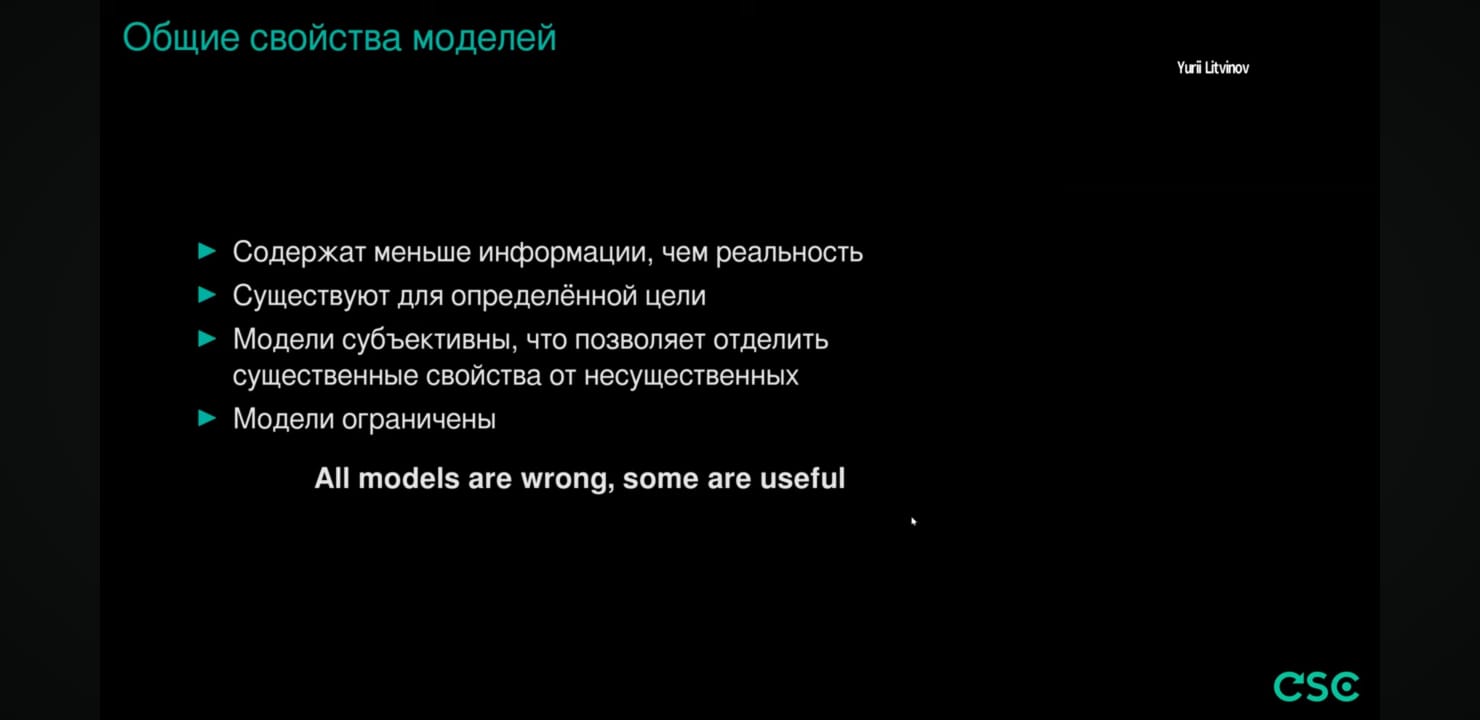 Общие свойства моделей
Yurii Litvinov
► Содержат меньше информации, чем реальность
► Существуют для определённой цели
► Модели субъективны, что позволяет отделить
существенные свойства от несущественных
► Модели ограничены
All models are wrong, some are useful
CSC